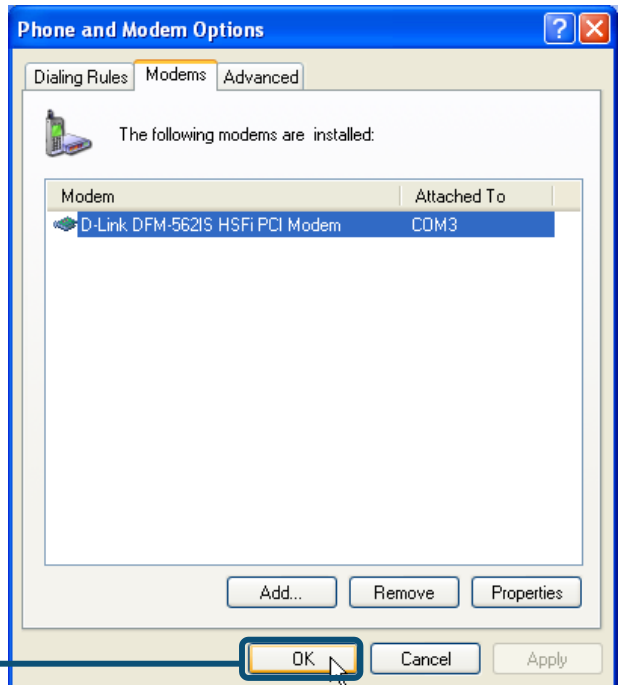 Phone and Modem Options
Dialing Rules Modems Advanced
The following modems are installed:
Modem Attached To
D-Link DFM-562IS HSFi PCI Modem COM3
Add... Remove Properties
OK Cancel Apply